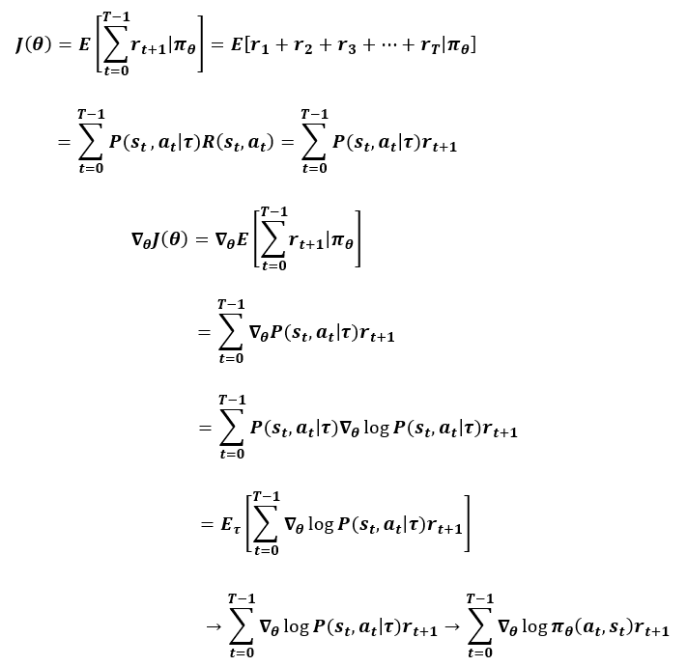 J(θ) = E[∑_{t=0}^{T−1} r_{t+1}|π_θ] = E[r_1 + r_2 + r_3 + ⋯ + r_T|π_θ]
= ∑_{t=0}^{T−1} P(s_t, a_t|τ)R(s_t, a_t) = ∑_{t=0}^{T−1} P(s_t, a_t|τ)r_{t+1}
∇_θJ(θ) = ∇_θE[∑_{t=0}^{T−1} r_{t+1}|π_θ]
= ∑_{t=0}^{T−1} ∇_θP(s_t, a_t|τ)r_{t+1}
= ∑_{t=0}^{T−1} P(s_t, a_t|τ)∇_θ log P(s_t, a_t|τ)r_{t+1}
= E_τ[∑_{t=0}^{T−1} ∇_θ log P(s_t, a_t|τ)r_{t+1}]
→ ∑_{t=0}^{T−1} ∇_θ log P(s_t, a_t|τ)r_{t+1} → ∑_{t=0}^{T−1} ∇_θ log π_θ(a_t, s_t)r_{t+1}